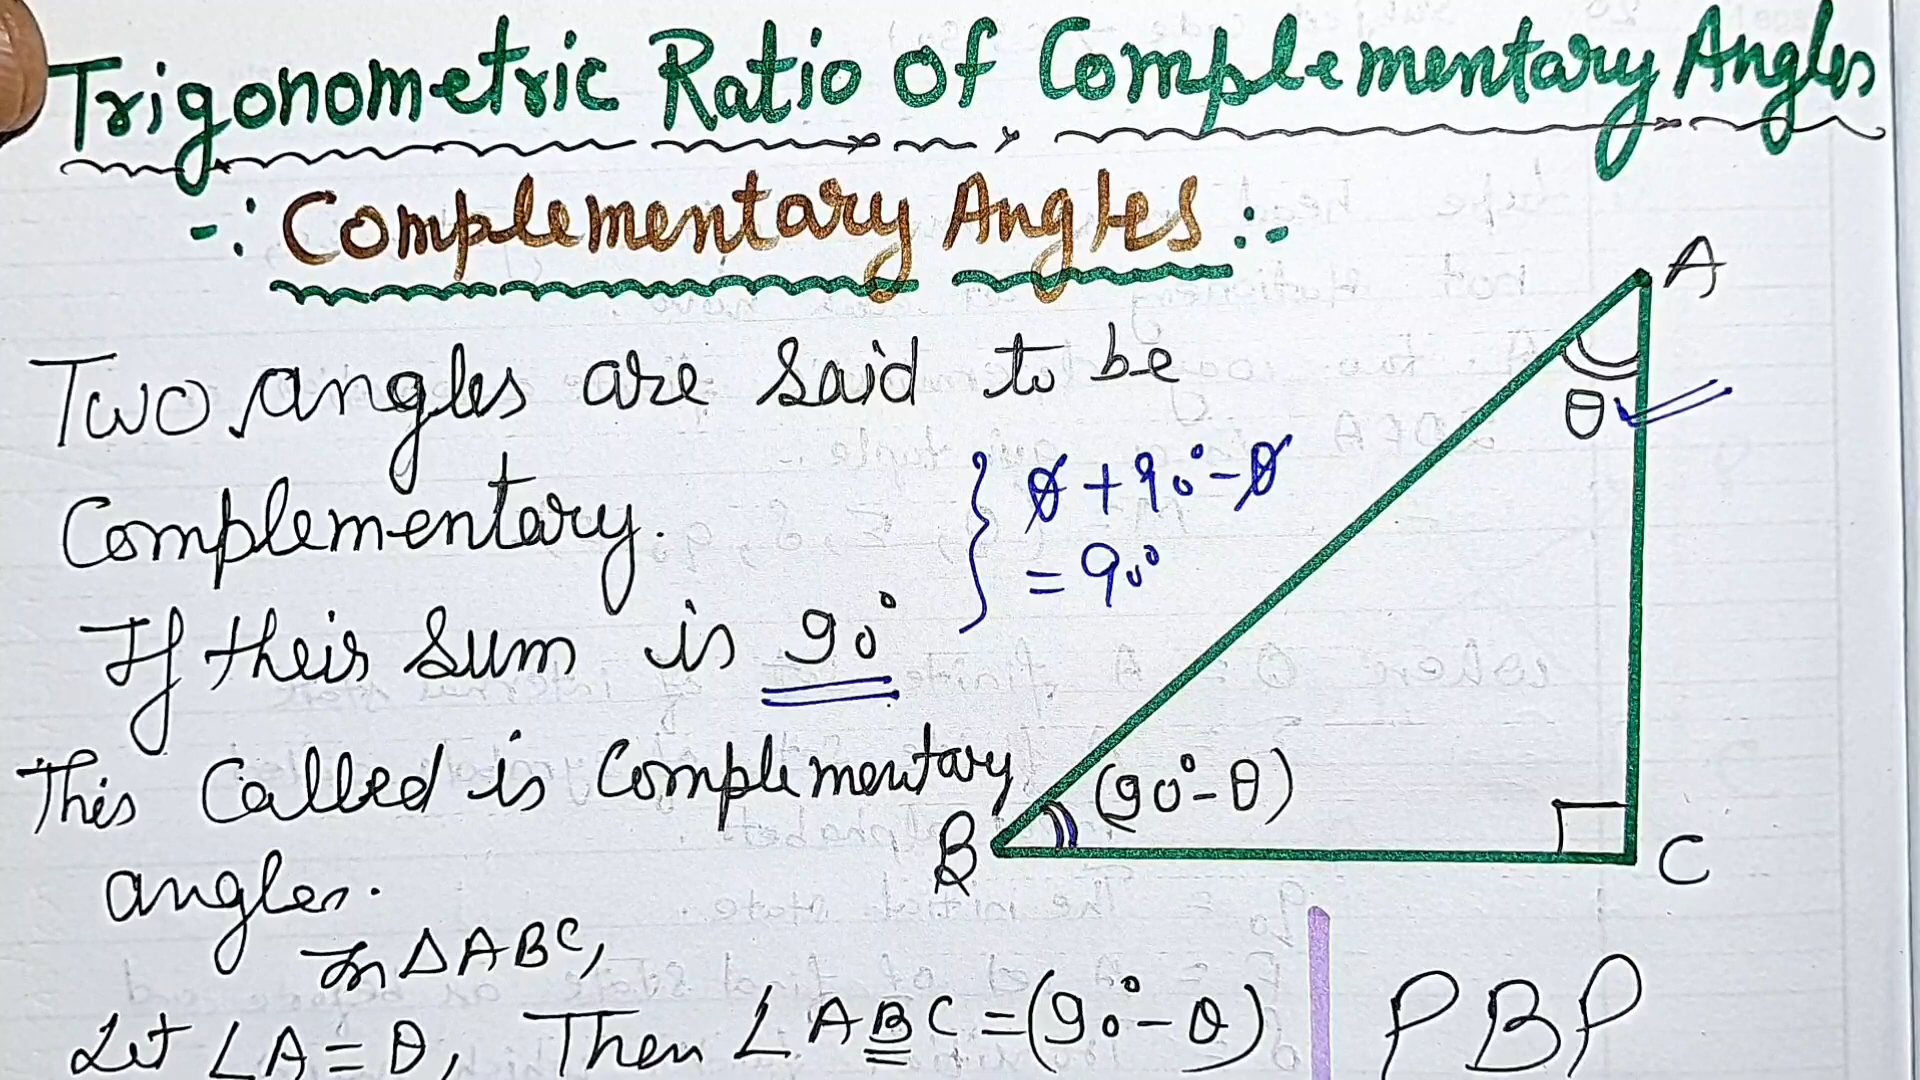 Trigonometric Ratio of Complementary Angles
-: Complementary Angles :-
Two angles are said to be
Complementary.
If their sum is 90°
This Called is Complementary
angles.
} θ + 90° - θ
= 90°
A
θ
(90° - θ)
B
C
In ΔABC,
Let ∠A = θ, Then ∠ABC = (90° - θ)
P B P